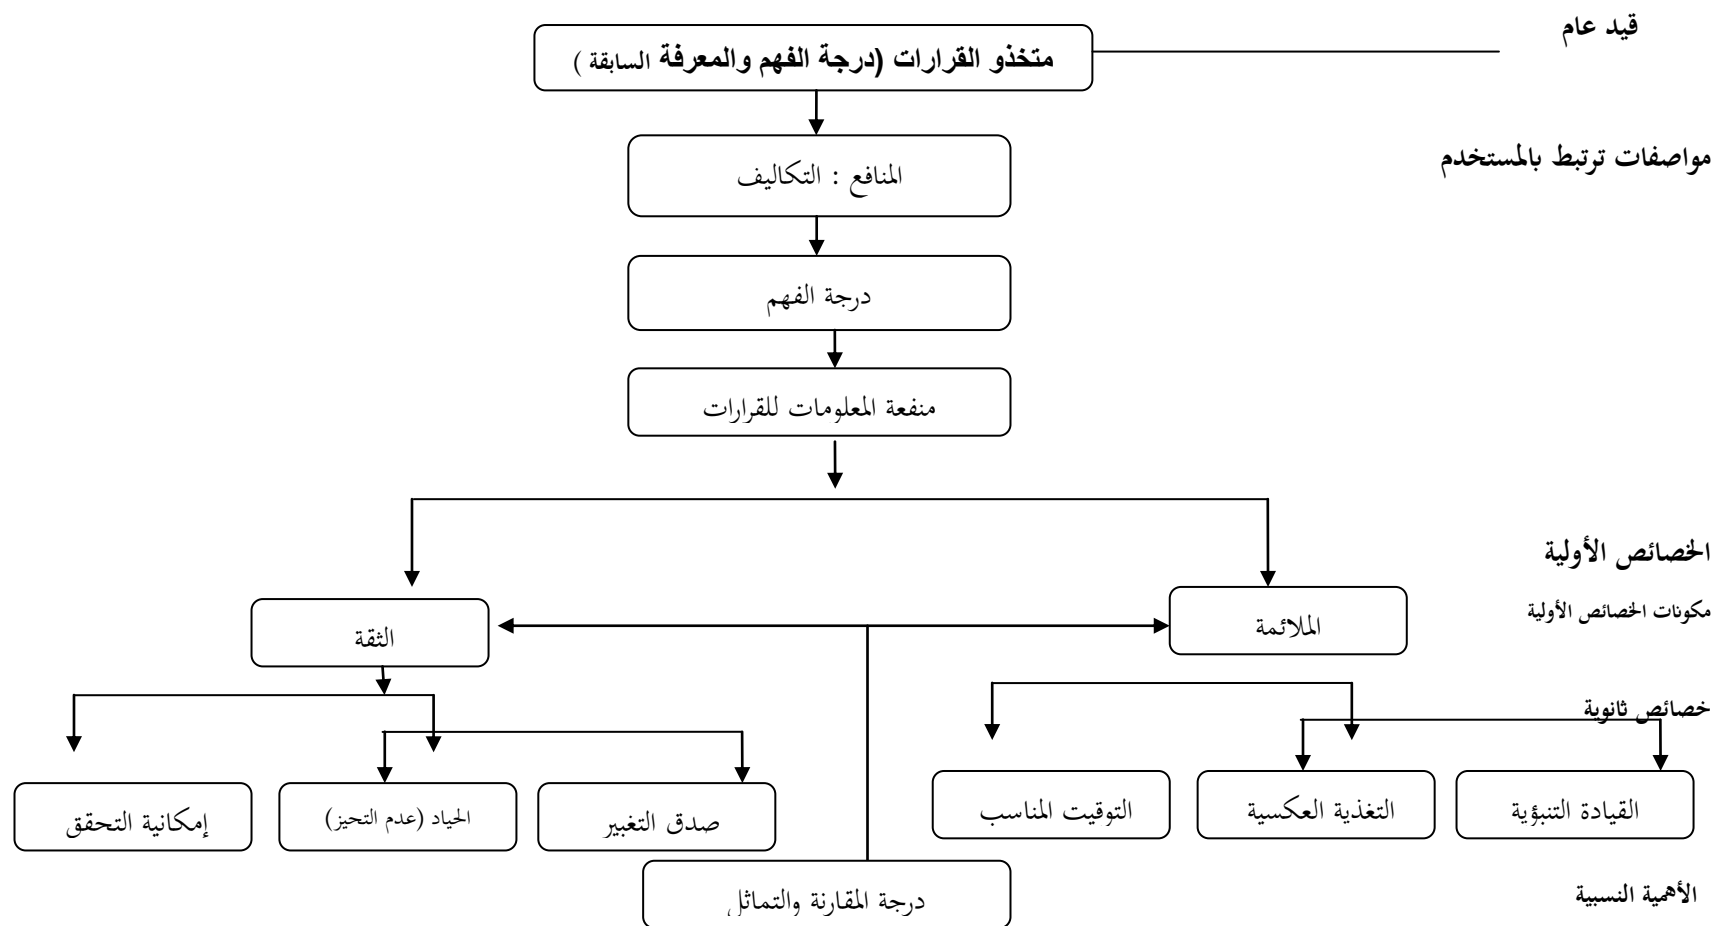 قيد عام
متخذو القرارات (درجة الفهم والمعرفة السابقة )
مواصفات ترتبط بالمستخدم
المنافع : التكاليف
درجة الفهم
منفعة المعلومات للقرارات
الخصائص الأولية
مكونات الخصائص الأولية
الملائمة
الثقة
خصائص ثانوية
القيادة التنبؤية
التغذية العكسية
التوقيت المناسب
صدق التغبير
الحياد (عدم التحيز)
إمكانية التحقق
الأهمية النسبية
درجة المقارنة والتماثل